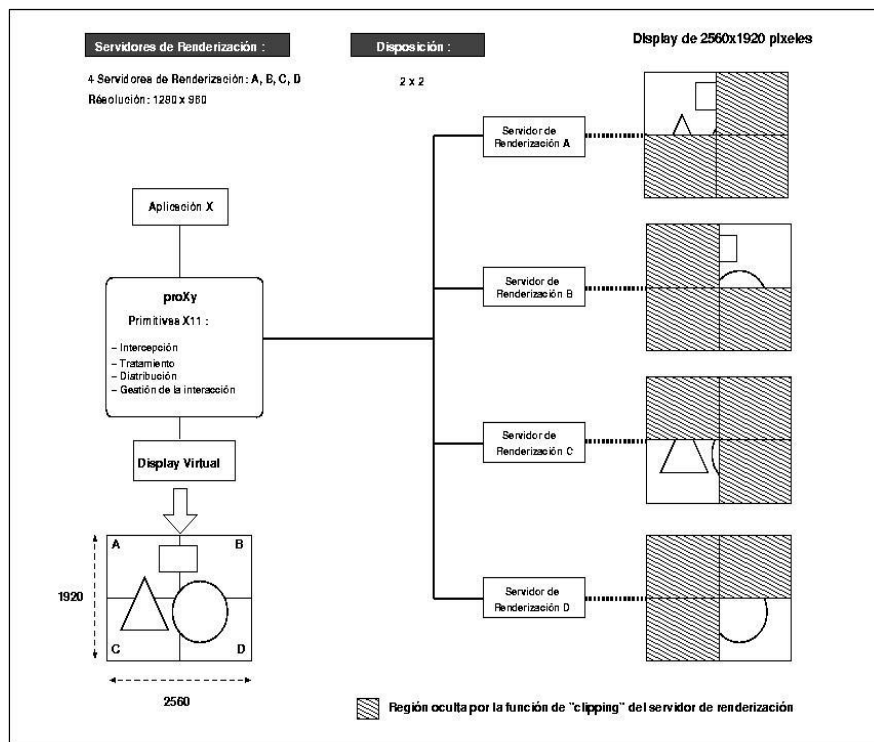 Servidores de Renderización :
Disposición :
Display de 2560x1920 pixeles
4 Servidorea de Renderización: A, B, C, D
2 x 2
Résolución: 1280 x 960
Servidor de
Renderización A
Aplicación X
Servidor de
Renderización B
proXy
Primitivas X11 :
– Intercepción
– Tratamiento
– Distribución
– Gestión de la interacción
Servidor de
Renderización C
Display Virtual
A
B
1920
C
D
2560
Servidor de
Renderización D
Región oculta por la función de "clipping" del servidor de renderización